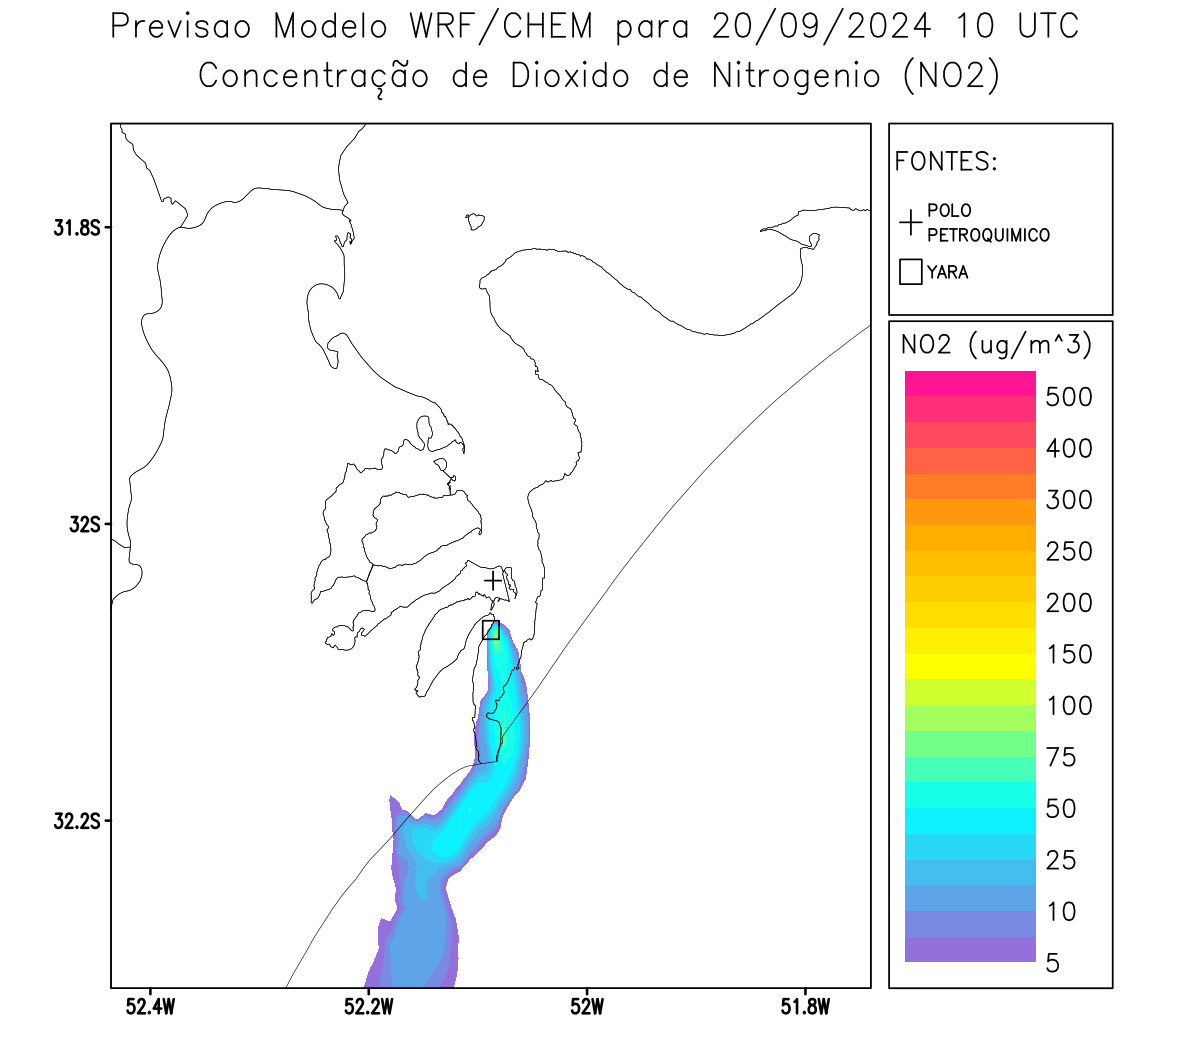 Previsao Modelo WRF/CHEM para 20/09/2024 10 UTC
Concentração de Dioxido de Nitrogenio (NO2)
FONTES:
POLO
PETROQUIMICO
YARA
NO2 (ug/m^3)
500
400
300
250
200
150
100
75
50
25
10
5
31.8S
32S
32.2S
52.4W
52.2W
52W
51.8W